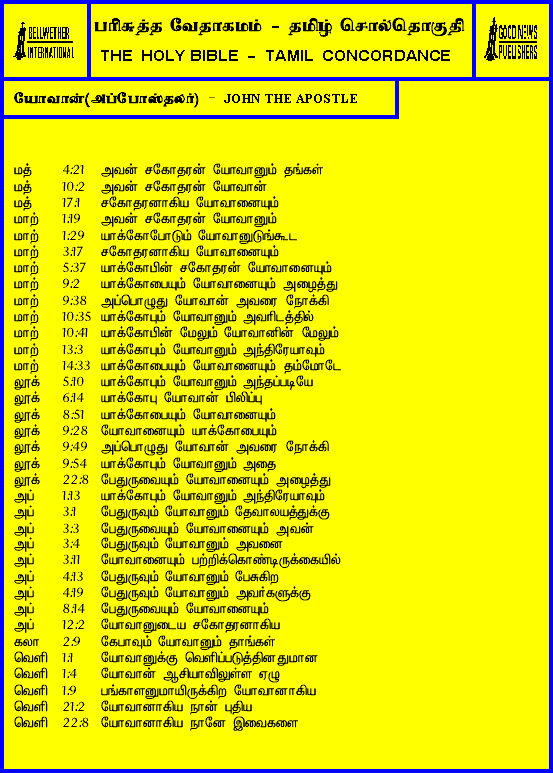 BELLWETHER
INTERNATIONAL
பரிசுத்த வேதாகமம் - தமிழ் சொல்தொகுதி
THE HOLY BIBLE - TAMIL CONCORDANCE
GOOD NEWS
PUBLISHERS
யோவான்(அப்போஸ்தலர்) - JOHN THE APOSTLE
மத் 4:21 அவன் சகோதரன் யோவானும் தங்கள்
மத் 10:2 அவன் சகோதரன் யோவான்
மத் 17:1 சகோதரனாகிய யோவானையும்
மாற் 1:19 அவன் சகோதரன் யோவானும்
மாற் 1:29 யாக்கோபோடும் யோவானுடுங்கூட
மாற் 3:17 சகோதரனாகிய யோவானையும்
மாற் 5:37 யாக்கோபின் சகோதரன் யோவானையும்
மாற் 9:2 யாக்கோபையும் யோவானையும் அழைத்து
மாற் 9:38 அப்பொழுது யோவான் அவரை நோக்கி
மாற் 10:35 யாக்கோபும் யோவானும் அவரிடத்தில்
மாற் 10:41 யாக்கோபின் மேலும் யோவானின் மேலும்
மாற் 13:3 யாக்கோபும் யோவானும் அந்திரேயாவும்
மாற் 14:33 யாக்கோபையும் யோவானையும் தம்மோடே
லூக் 5:10 யாக்கோபும் யோவானும் அந்தப்படியே
லூக் 6:14 யாக்கோபு யோவான் பிலிப்பு
லூக் 8:51 யாக்கோபையும் யோவானையும்
லூக் 9:28 யோவானையும் யாக்கோபையும்
லூக் 9:49 அப்பொழுது யோவான் அவரை நோக்கி
லூக் 9:54 யாக்கோபும் யோவானும் அதை
லூக் 22:8 பேதுருவையும் யோவானையும் அழைத்து
அப் 1:13 யாக்கோபும் யோவானும் அந்திரேயாவும்
அப் 3:1 பேதுருவும் யோவானும் தேவாலயத்துக்கு
அப் 3:3 பேதுருவையும் யோவானையும் அவன்
அப் 3:4 பேதுருவும் யோவானும் அவனை
அப் 3:11 யோவானையும் பற்றிக்கொண்டிருக்கையில்
அப் 4:13 பேதுருவும் யோவானும் பேசுகிற
அப் 4:19 பேதுருவும் யோவானும் அவர்களுக்கு
அப் 8:14 பேதுருவையும் யோவானையும்
அப் 12:2 யோவானுடைய சகோதரனாகிய
கலா 2:9 கேபாவும் யோவானும் தாங்கள்
வெளி 1:1 யோவானுக்கு வெளிப்படுத்தினதுமான
வெளி 1:4 யோவான் ஆசியாவிலுள்ள ஏழு
வெளி 1:9 பங்காளனுமாயிருக்கிற யோவானாகிய
வெளி 21:2 யோவானாகிய நான் புதிய
வெளி 22:8 யோவானாகிய நானே இவைகளை